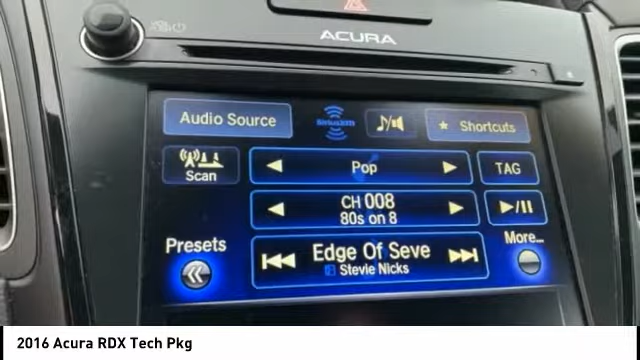 ACURA
Audio Source
SiriusXM
Shortcuts
Scan
Pop
TAG
CH 008
80s on 8
Presets
More...
Edge Of Seve
Stevie Nicks
2016 Acura RDX Tech Pkg